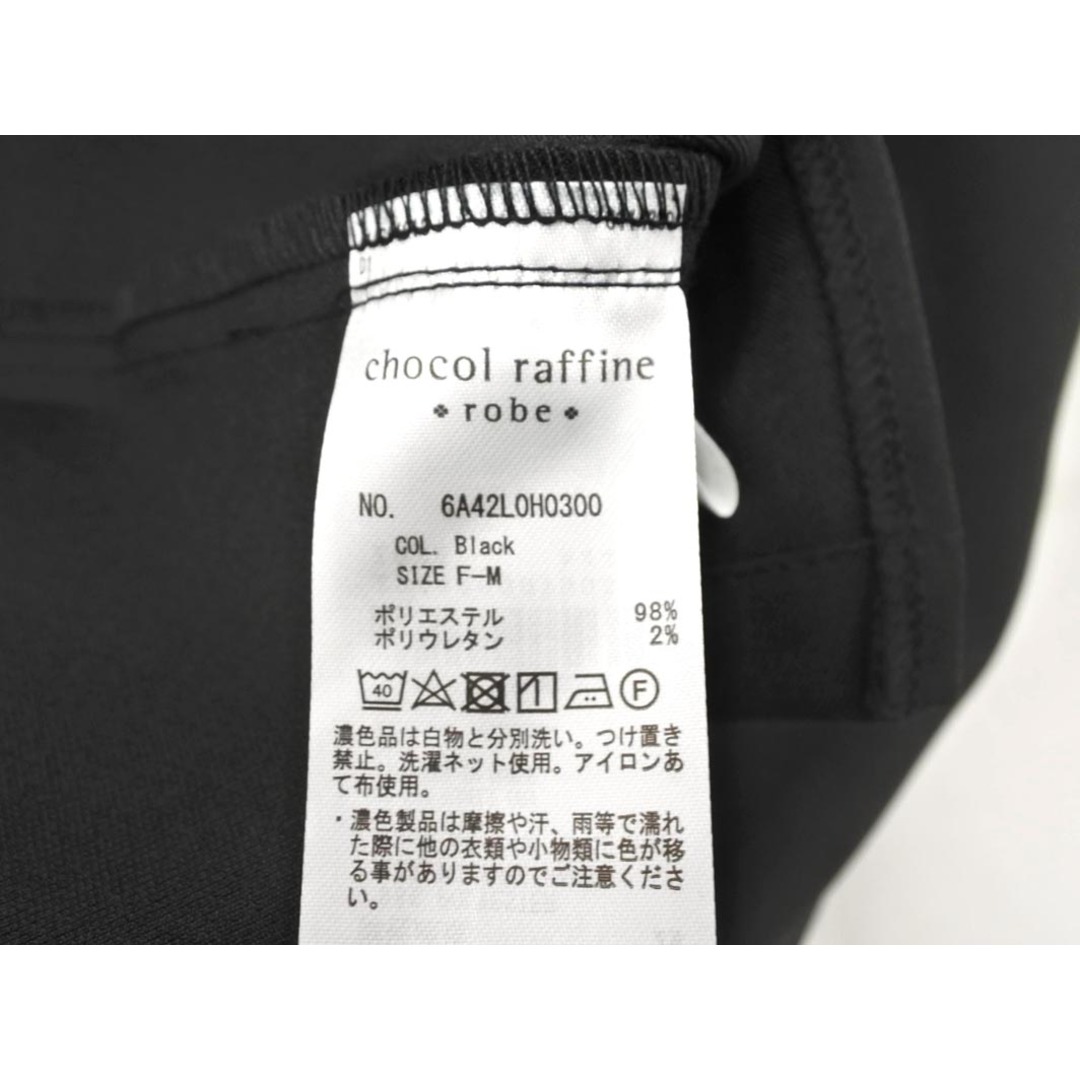 chocol raffine
robe
NO. 6A42L0H0300
COL. Black
SIZE F-M
ポリエステル 98%
ポリウレタン 2%
40 F
濃色品は白物と分別洗い。つけ置き
禁止。洗濯ネット使用。アイロンあ
て布使用。
・濃色製品は摩擦や汗、雨等で濡れ
た際に他の衣類や小物類に色が移
る事がありますのでご注意くださ
い。